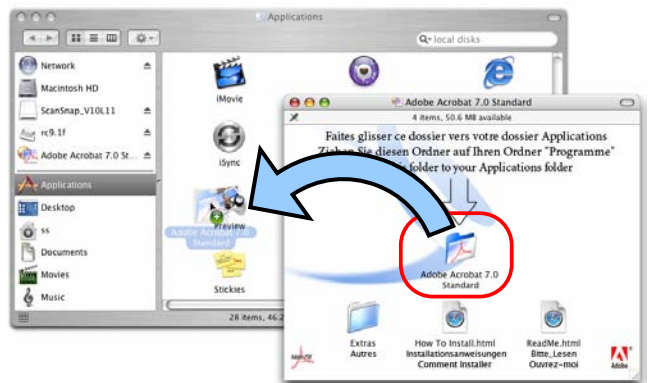 Applications
local disks
Network
Macintosh HD
ScanSnap_V10L11
rc9.1f
Adobe Acrobat 7.0 St...
Applications
Desktop
ss
Documents
Movies
Music
iMovie
iSync
Preview
Adobe Acrobat 7.0
Standard
Stickies
28 items, 46.2
Adobe Acrobat 7.0 Standard
4 items, 50.6 MB available
Faites glisser ce dossier vers votre dossier Applications
Ziehen Sie diesen Ordner auf Ihren Ordner "Programme"
folder to your Applications folder
Adobe Acrobat 7.0
Standard
Extras
Autres
How To Install.html
Installationsanweisungen
Comment Installer
ReadMe.html
Bitte_Lesen
Ouvrez-moi
Adobe